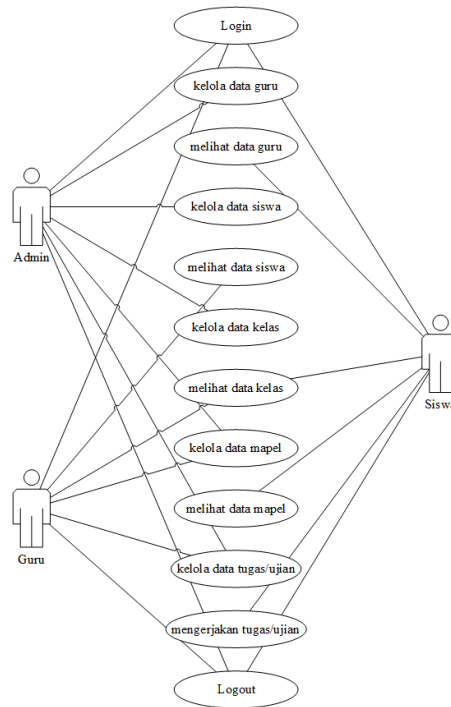 Login
kelola data guru
melihat data guru
kelola data siswa
Admin
melihat data siswa
kelola data kelas
melihat data kelas
Siswa
kelola data mapel
melihat data mapel
Guru
kelola data tugas/ujian
mengerjakan tugas/ujian
Logout